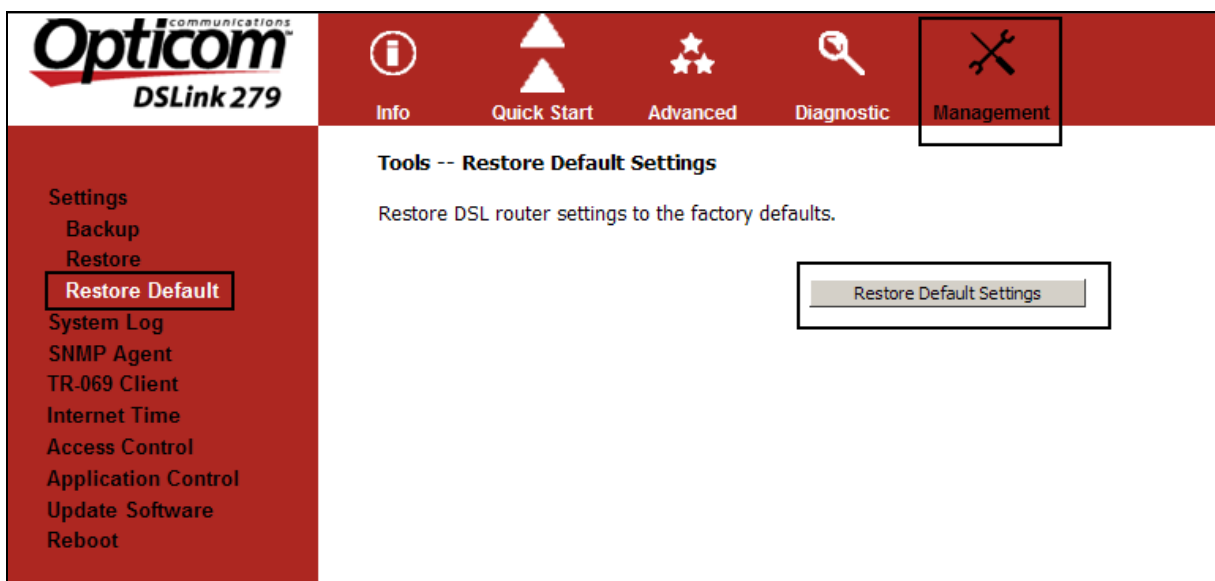 communications
Opticom™
DSLink 279
Info
Quick Start
Advanced
Diagnostic
Management
Settings
Backup
Restore
Restore Default
System Log
SNMP Agent
TR-069 Client
Internet Time
Access Control
Application Control
Update Software
Reboot
Tools -- Restore Default Settings
Restore DSL router settings to the factory defaults.
Restore Default Settings